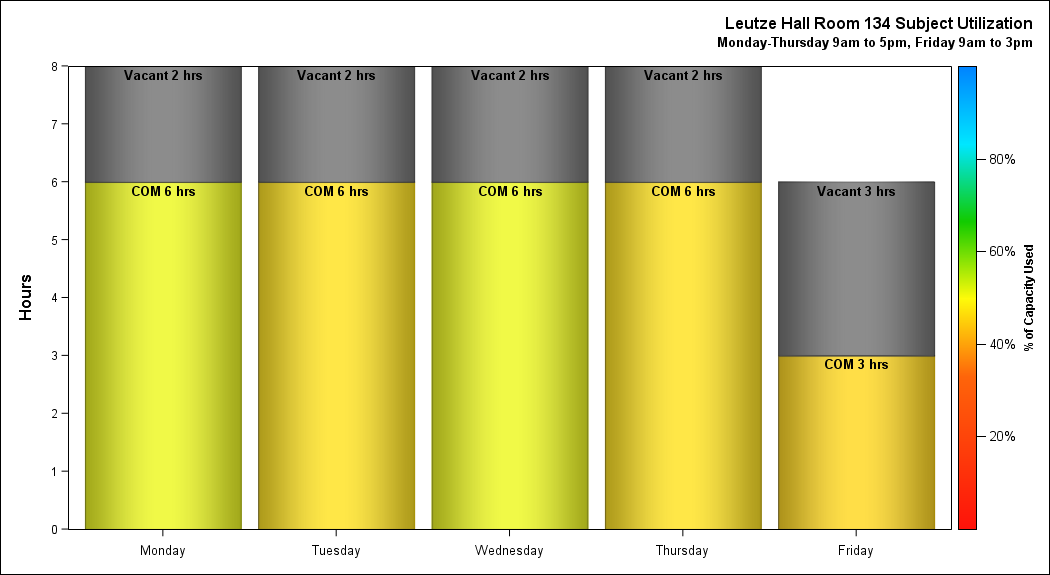 Leutze Hall Room 134 Subject Utilization
Monday-Thursday 9am to 5pm, Friday 9am to 3pm
Hours
8
7
6
5
4
3
2
1
0
Vacant 2 hrs
Vacant 2 hrs
Vacant 2 hrs
Vacant 2 hrs
COM 6 hrs
COM 6 hrs
COM 6 hrs
COM 6 hrs
Vacant 3 hrs
COM 3 hrs
Monday
Tuesday
Wednesday
Thursday
Friday
80%
60%
40%
20%
% of Capacity Used